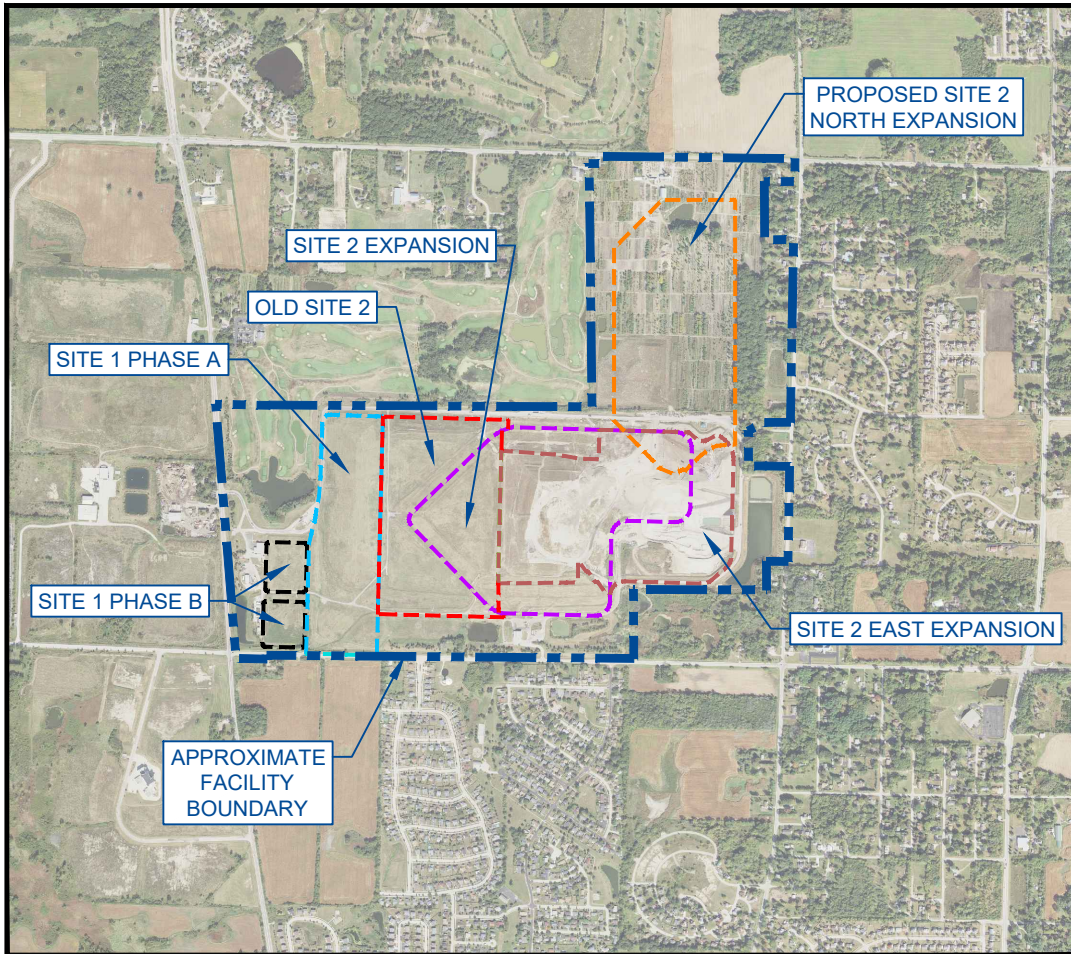 PROPOSED SITE 2
NORTH EXPANSION
SITE 2 EXPANSION
OLD SITE 2
SITE 1 PHASE A
SITE 1 PHASE B
SITE 2 EAST EXPANSION
APPROXIMATE
FACILITY
BOUNDARY